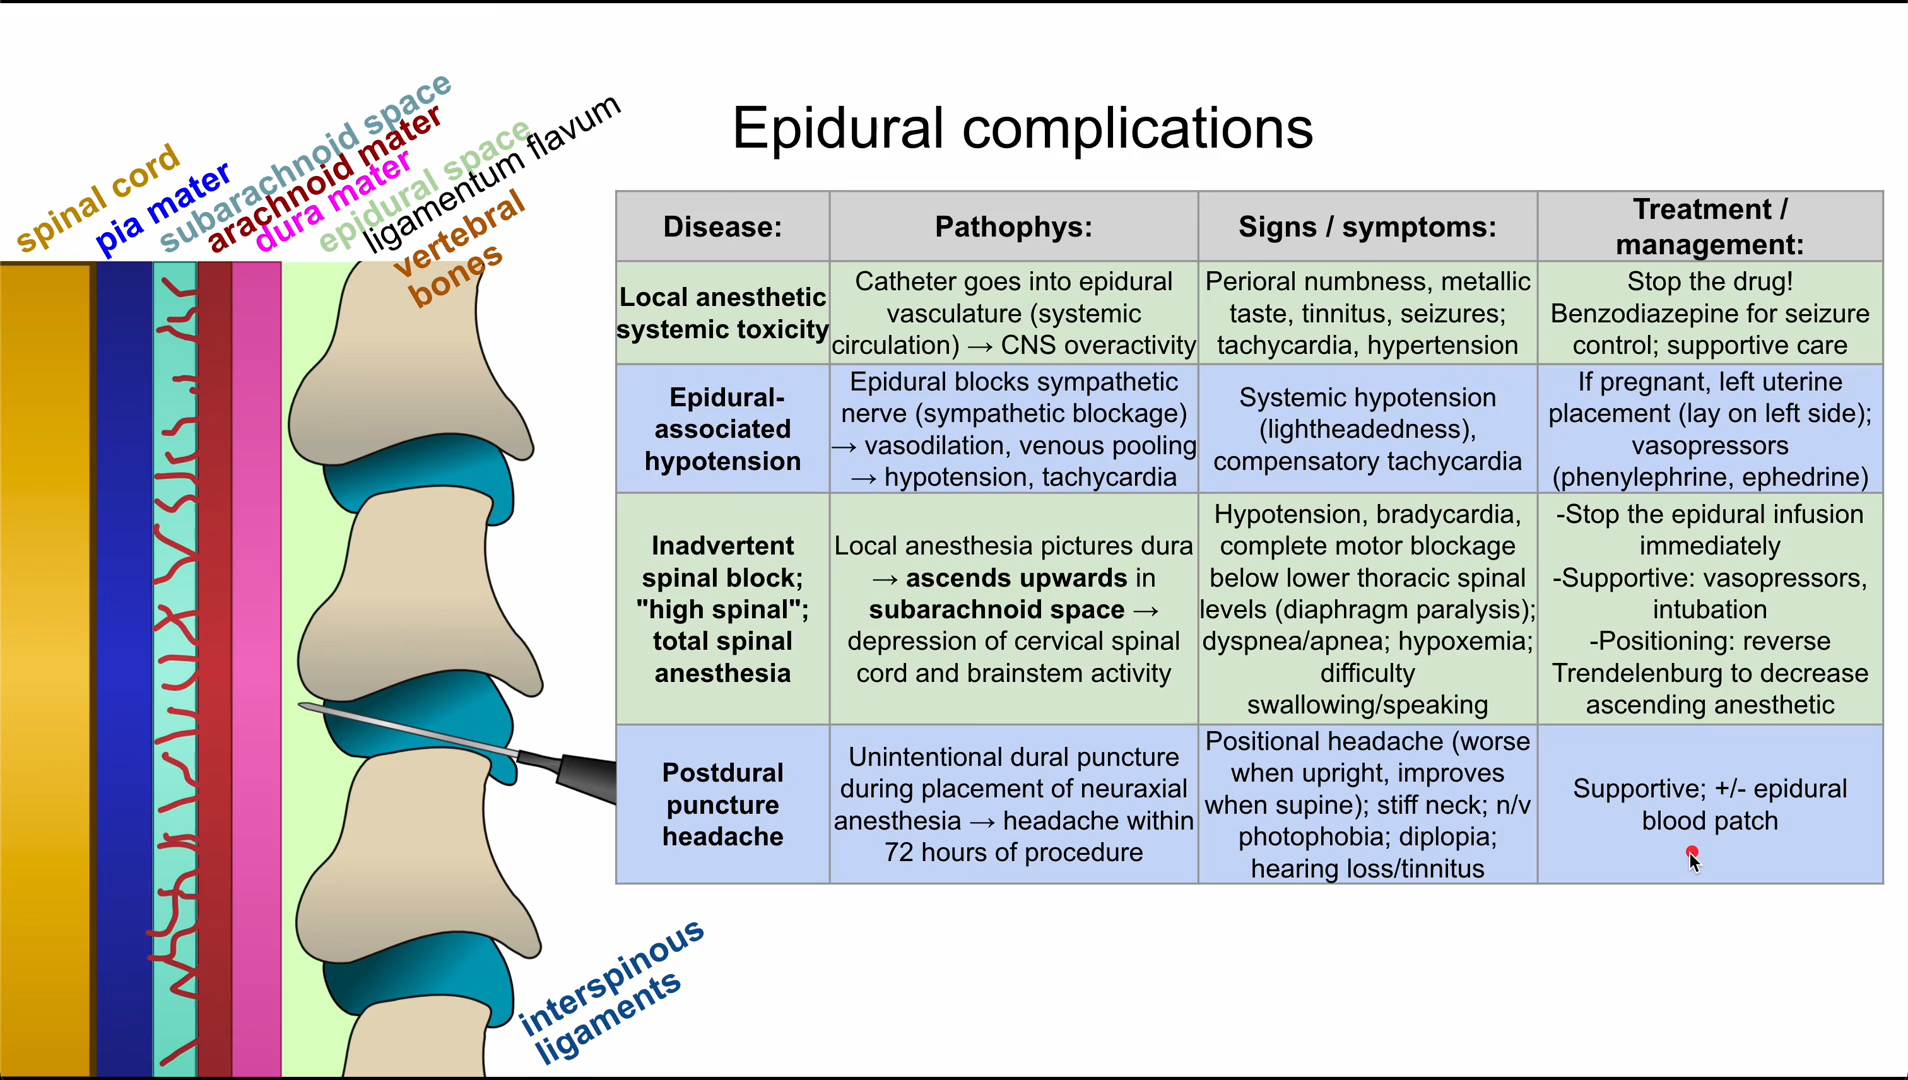 Epidural complications
spinal cord
pia mater
subarachnoid space
arachnoid mater
dura mater
epidural space
ligamentum flavum
vertebral
bones
interspinous
ligaments
Disease:
Pathophys:
Signs / symptoms:
Treatment /
management:
Local anesthetic
systemic toxicity
Catheter goes into epidural
vasculature (systemic
circulation) → CNS overactivity
Perioral numbness, metallic
taste, tinnitus, seizures;
tachycardia, hypertension
Stop the drug!
Benzodiazepine for seizure
control; supportive care
Epidural-
associated
hypotension
Epidural blocks sympathetic
nerve (sympathetic blockage)
→ vasodilation, venous pooling
→ hypotension, tachycardia
Systemic hypotension
(lightheadedness),
compensatory tachycardia
If pregnant, left uterine
placement (lay on left side);
vasopressors
(phenylephrine, ephedrine)
Inadvertent
spinal block;
"high spinal";
total spinal
anesthesia
Local anesthesia pictures dura
→ ascends upwards in
subarachnoid space →
depression of cervical spinal
cord and brainstem activity
Hypotension, bradycardia,
complete motor blockage
below lower thoracic spinal
levels (diaphragm paralysis);
dyspnea/apnea; hypoxemia;
difficulty
swallowing/speaking
-Stop the epidural infusion
immediately
-Supportive: vasopressors,
intubation
-Positioning: reverse
Trendelenburg to decrease
ascending anesthetic
Postdural
puncture
headache
Unintentional dural puncture
during placement of neuraxial
anesthesia → headache within
72 hours of procedure
Positional headache (worse
when upright, improves
when supine); stiff neck; n/v
photophobia; diplopia;
hearing loss/tinnitus
Supportive; +/- epidural
blood patch